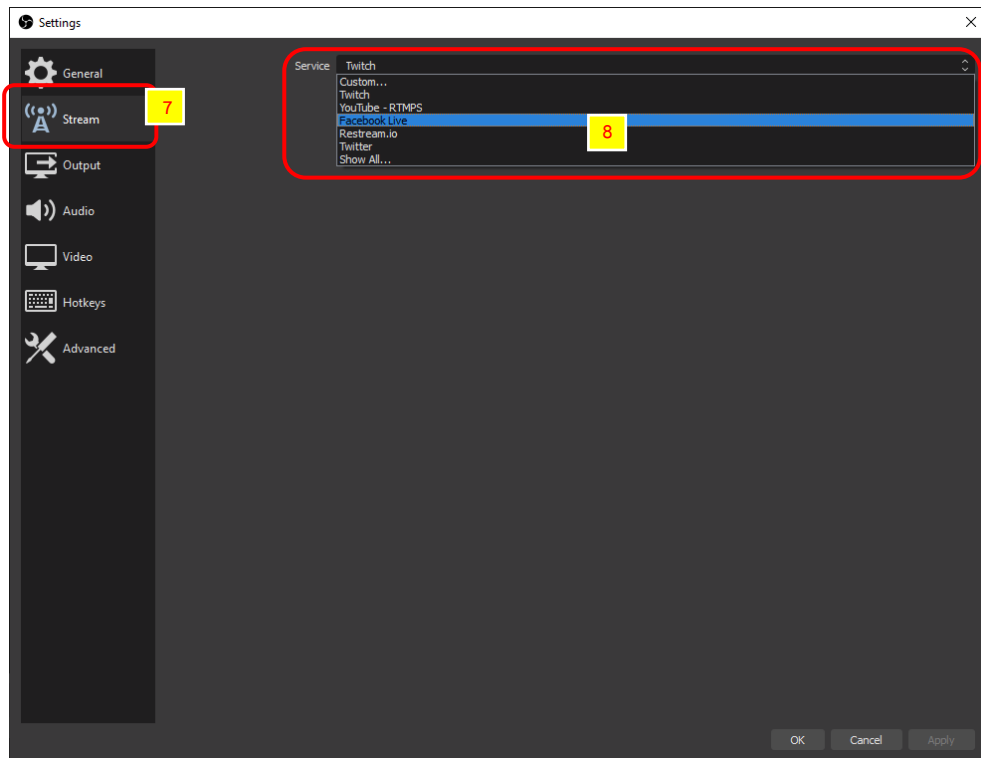 Settings
General
7
Stream
Output
Audio
Video
Hotkeys
Advanced
Service Twitch
Custom...
Twitch
YouTube - RTMPS
Facebook Live
8
Restream.io
Twitter
Show All...
OK Cancel Apply